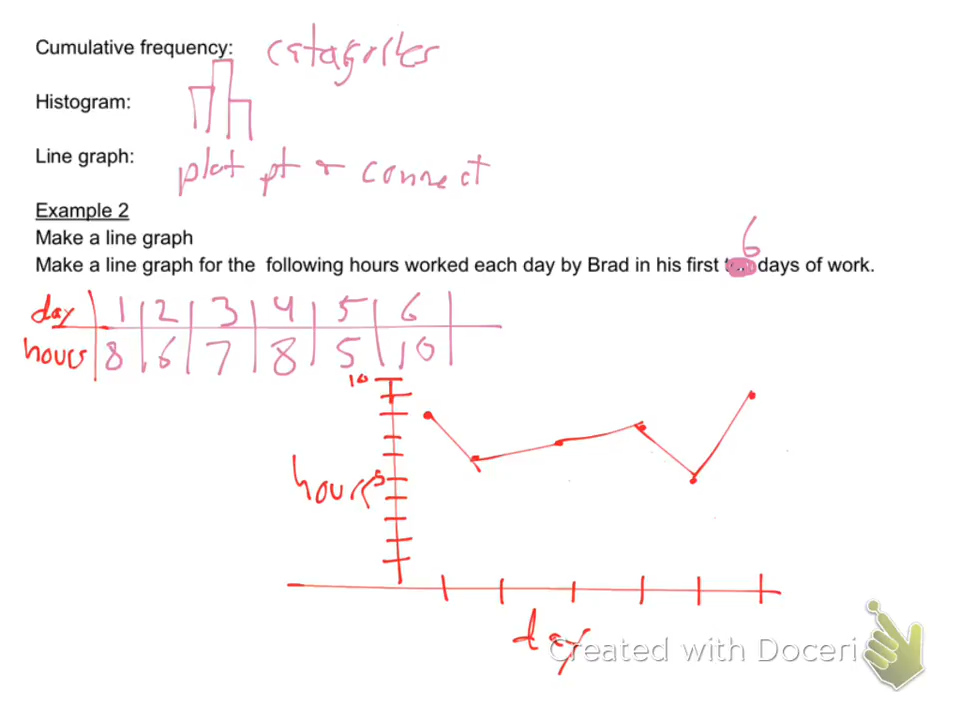 Cumulative frequency: catagories
Histogram:
Line graph: plot pt + connect
Example 2
Make a line graph
Make a line graph for the following hours worked each day by Brad in his first 6 days of work.
day 1 2 3 4 5 6
hours 8 6 7 8 5 10
10
hours 5
day
Created with Doceri